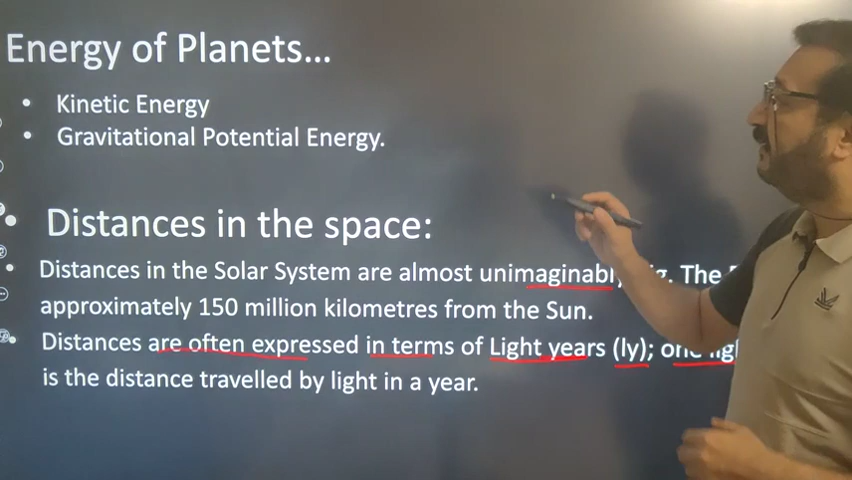 Energy of Planets...
• Kinetic Energy
• Gravitational Potential Energy.
• Distances in the space:
• Distances in the Solar System are almost The
approximately 150 million kilometres from the Sun.
• Distances are often expressed in terms of Light years (ly); one
is the distance travelled by light in a year.